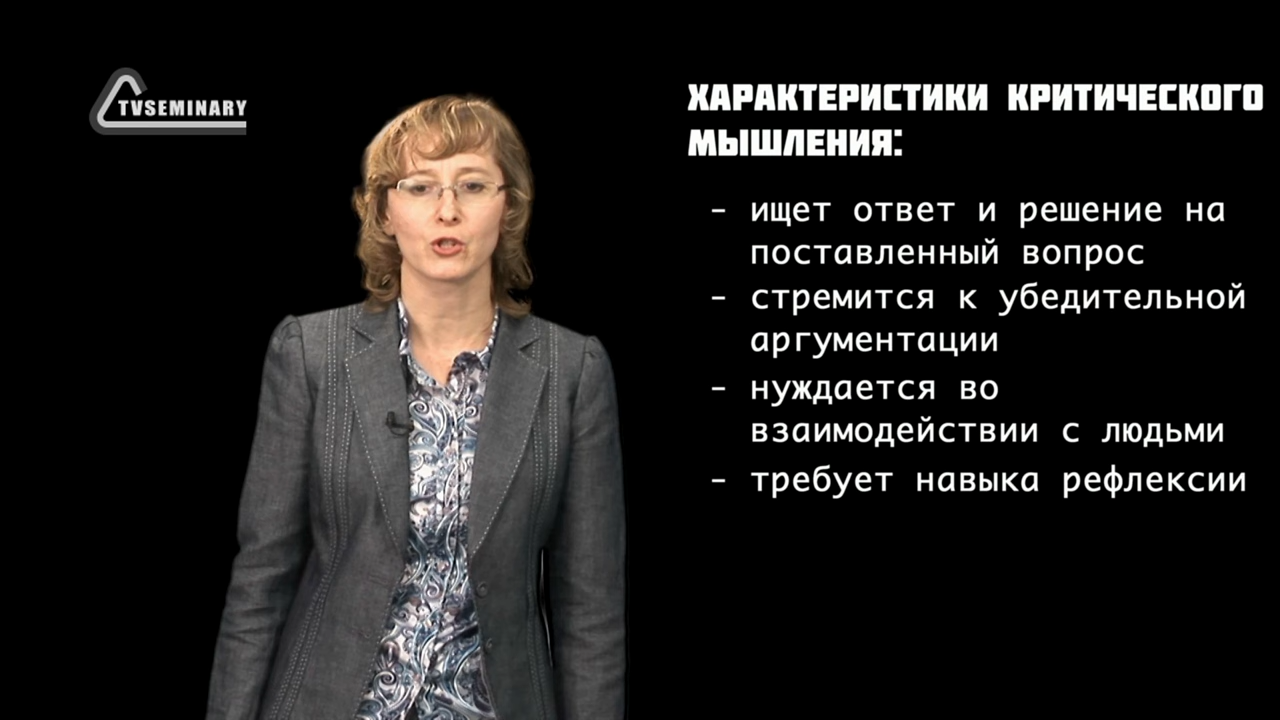 TVSEMINARY
ХАРАКТЕРИСТИКИ КРИТИЧЕСКОГО
МЫШЛЕНИЯ:
- ищет ответ и решение на
поставленный вопрос
- стремится к убедительной
аргументации
- нуждается во
взаимодействии с людьми
- требует навыка рефлексии